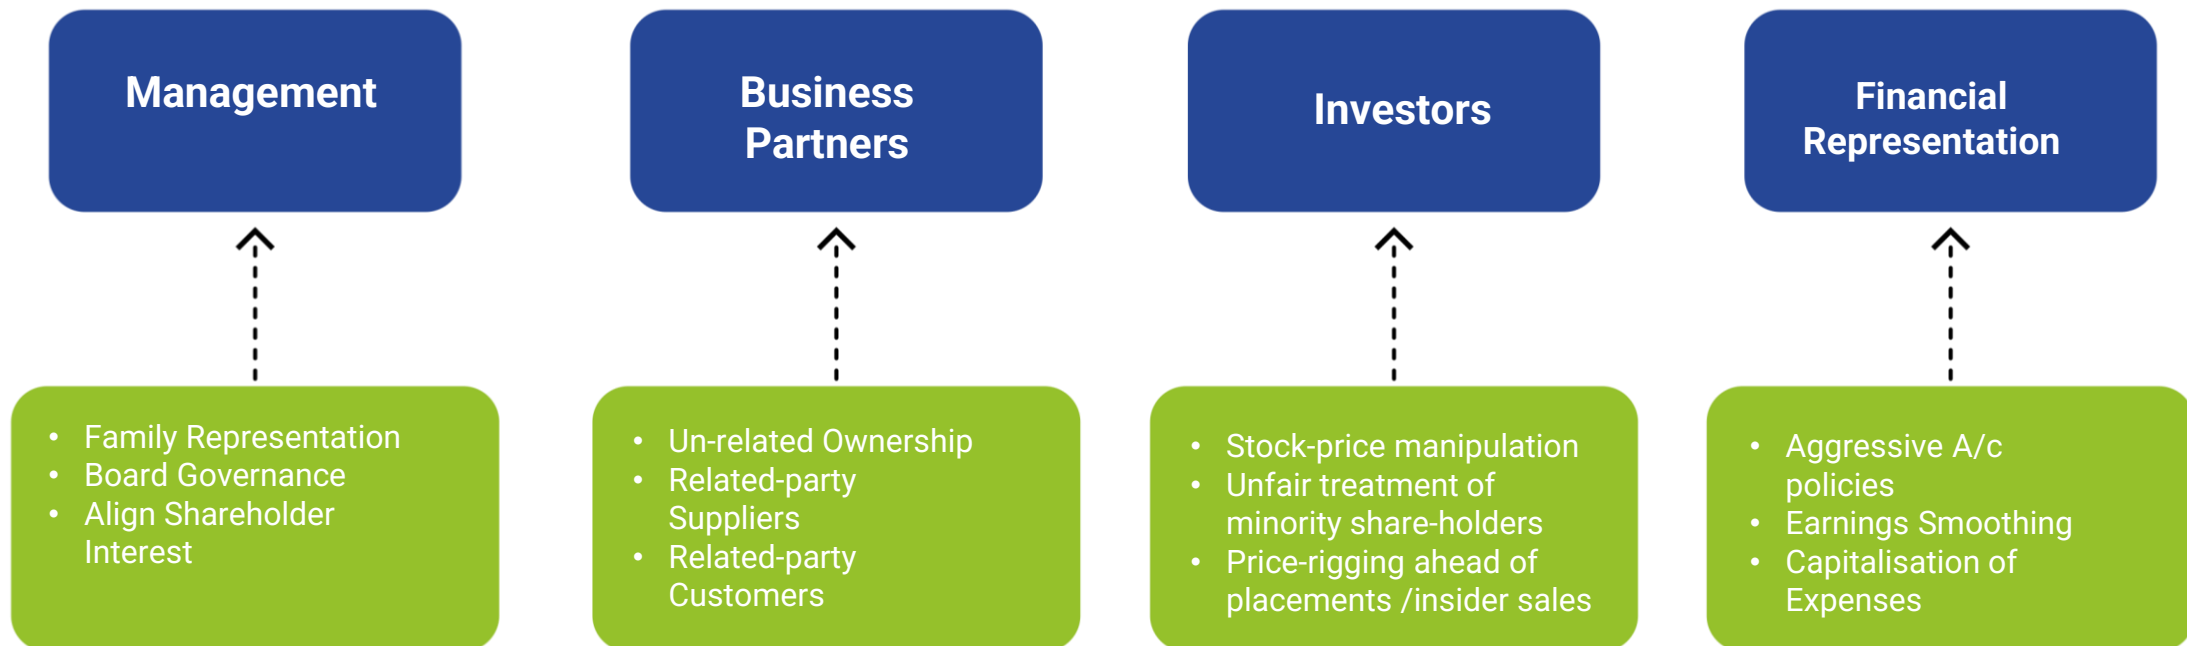 Management
Business
Partners
Investors
Financial
Representation
• Family Representation
• Board Governance
• Align Shareholder
Interest
• Un-related Ownership
• Related-party
Suppliers
• Related-party
Customers
• Stock-price manipulation
• Unfair treatment of
minority share-holders
• Price-rigging ahead of
placements /insider sales
• Aggressive A/c
policies
• Earnings Smoothing
• Capitalisation of
Expenses